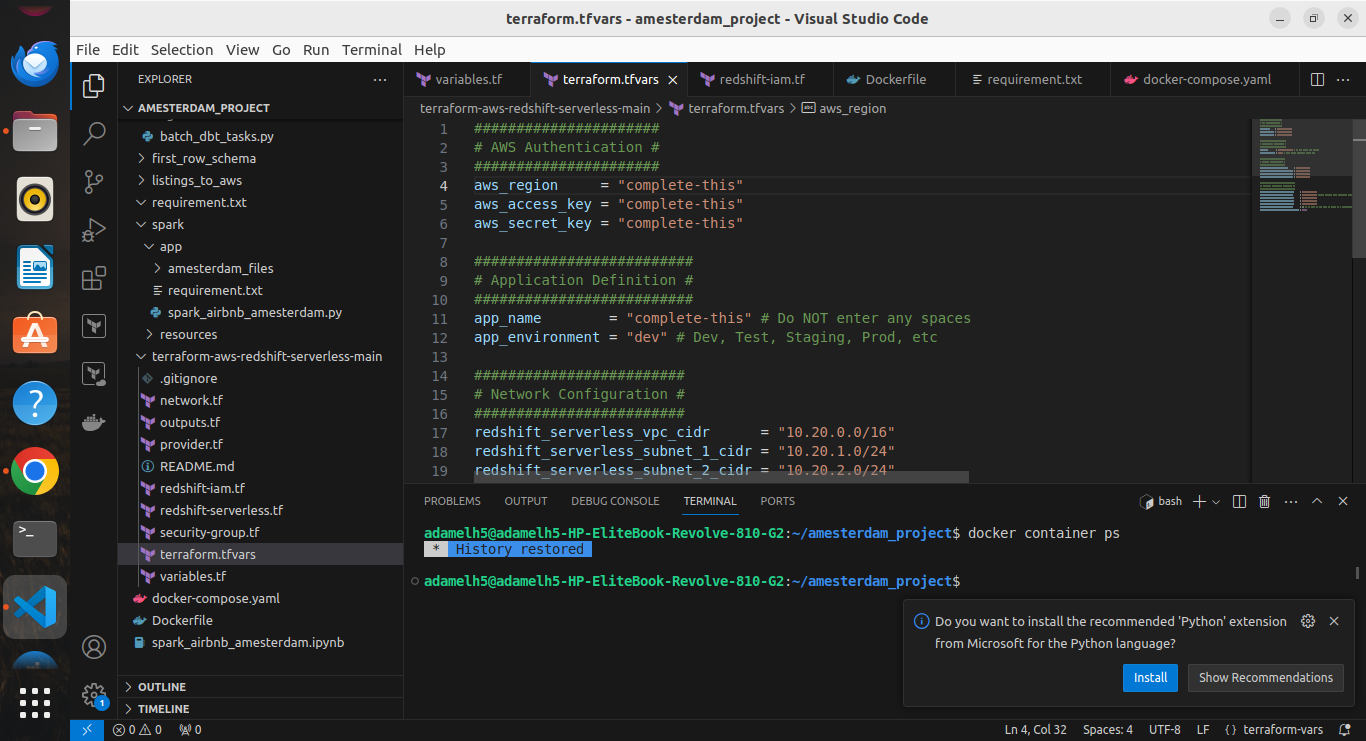 terraform.tfvars - amesterdam_project - Visual Studio Code
File Edit Selection View Go Run Terminal Help
EXPLORER
AMESTERDAM_PROJECT
batch_dbt_tasks.py
first_row_schema
listings_to_aws
requirement.txt
spark
app
amesterdam_files
requirement.txt
spark_airbnb_amesterdam.py
resources
terraform-aws-redshift-serverless-main
.gitignore
network.tf
outputs.tf
provider.tf
README.md
redshift-iam.tf
redshift-serverless.tf
security-group.tf
terraform.tfvars
variables.tf
docker-compose.yaml
Dockerfile
spark_airbnb_amesterdam.ipynb
OUTLINE
TIMELINE
variables.tf terraform.tfvars redshift-iam.tf Dockerfile requirement.txt docker-compose.yaml
terraform-aws-redshift-serverless-main > terraform.tfvars > aws_region
1 ######################
2 # AWS Authentication #
3 ######################
4 aws_region     = "complete-this"
5 aws_access_key = "complete-this"
6 aws_secret_key = "complete-this"
7
8 ##########################
9 # Application Definition #
10 ##########################
11 app_name        = "complete-this" # Do NOT enter any spaces
12 app_environment = "dev" # Dev, Test, Staging, Prod, etc
13
14 #########################
15 # Network Configuration #
16 #########################
17 redshift_serverless_vpc_cidr      = "10.20.0.0/16"
18 redshift_serverless_subnet_1_cidr = "10.20.1.0/24"
19 redshift_serverless_subnet_2_cidr = "10.20.2.0/24"
PROBLEMS OUTPUT DEBUG CONSOLE TERMINAL PORTS
bash
adamelh5@adamelh5-HP-EliteBook-Revolve-810-G2:~/amesterdam_project$ docker container ps
* History restored
adamelh5@adamelh5-HP-EliteBook-Revolve-810-G2:~/amesterdam_project$
Do you want to install the recommended 'Python' extension
from Microsoft for the Python language?
Install Show Recommendations
1
0 0 0
Ln 4, Col 32 Spaces: 4 UTF-8 LF {} terraform-vars